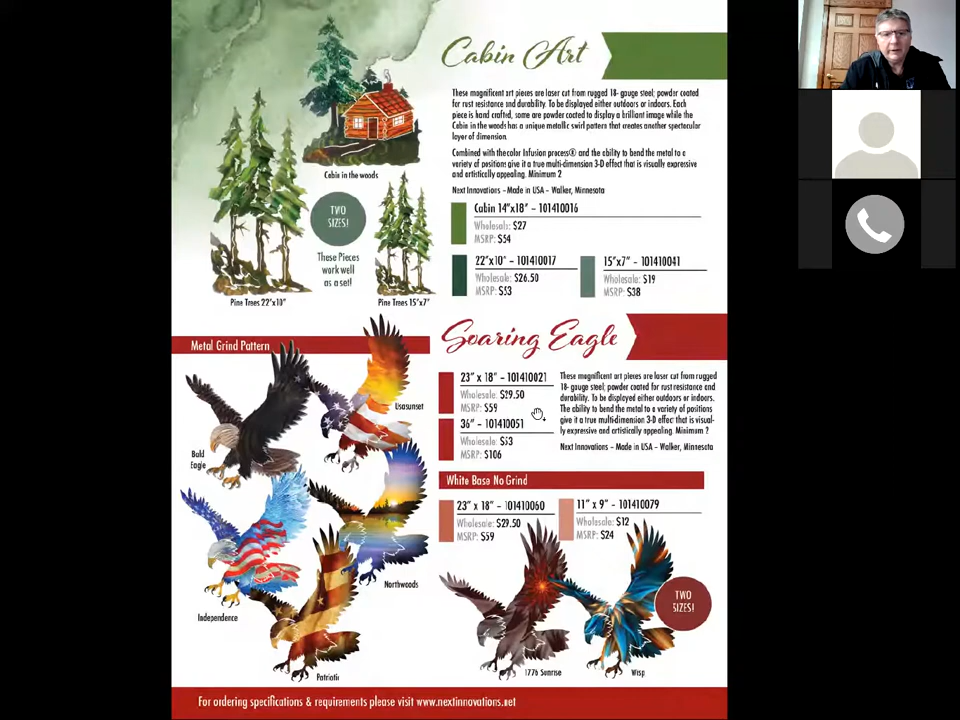 Cabin Art
These magnificent art pieces are laser cut from rugged 18- gauge steel; powder coated
for rust resistance and durability. To be displayed either outdoors or indoors. Each
piece is hand crafted, some are powder coated to display a brilliant image while the
Cabin in the woods has a unique metallic swirl pattern that creates another spectacular
layer of dimension.
Combined with the color Infusion process® and the ability to bend the metal to a
variety of positions give it a true multi-dimension 3-D effect that is visually expressive
and artistically appealing. Minimum 2
Next Innovations – Made in USA – Walker, Minnesota
Cabin in the woods
TWO
SIZES!
These Pieces
work well
as a set!
Pine Trees 22"x10"
Pine Trees 15"x7"
Cabin 14"x18" – 101410016
Wholesale: $27
MSRP: $54
22"x10" – 101410017
Wholesale: $26.50
MSRP: $53
15"x7" – 101410041
Wholesale: $19
MSRP: $38
Soaring Eagle
Metal Grind Pattern
23" x 18" – 101410021
Wholesale: $29.50
MSRP: $59
36" – 101410051
Wholesale: $53
MSRP: $106
These magnificent art pieces are laser cut from rugged
18- gauge steel; powder coated for rust resistance and
durability. To be displayed either outdoors or indoors.
The ability to bend the metal to a variety of positions
give it a true multi-dimension 3-D effect that is visual-
ly expressive and artistically appealing. Minimum 2
Next Innovations – Made in USA – Walker, Minnesota
Usasunset
Bald
Eagle
White Base No Grind
23" x 18" – 101410060
Wholesale: $29.50
MSRP: $59
11" x 9" – 101410079
Wholesale: $12
MSRP: $24
Northwoods
Independence
Patriotic
1776 Sunrise
Wisp
TWO
SIZES!
For ordering specifications & requirements please visit www.nextinnovations.net